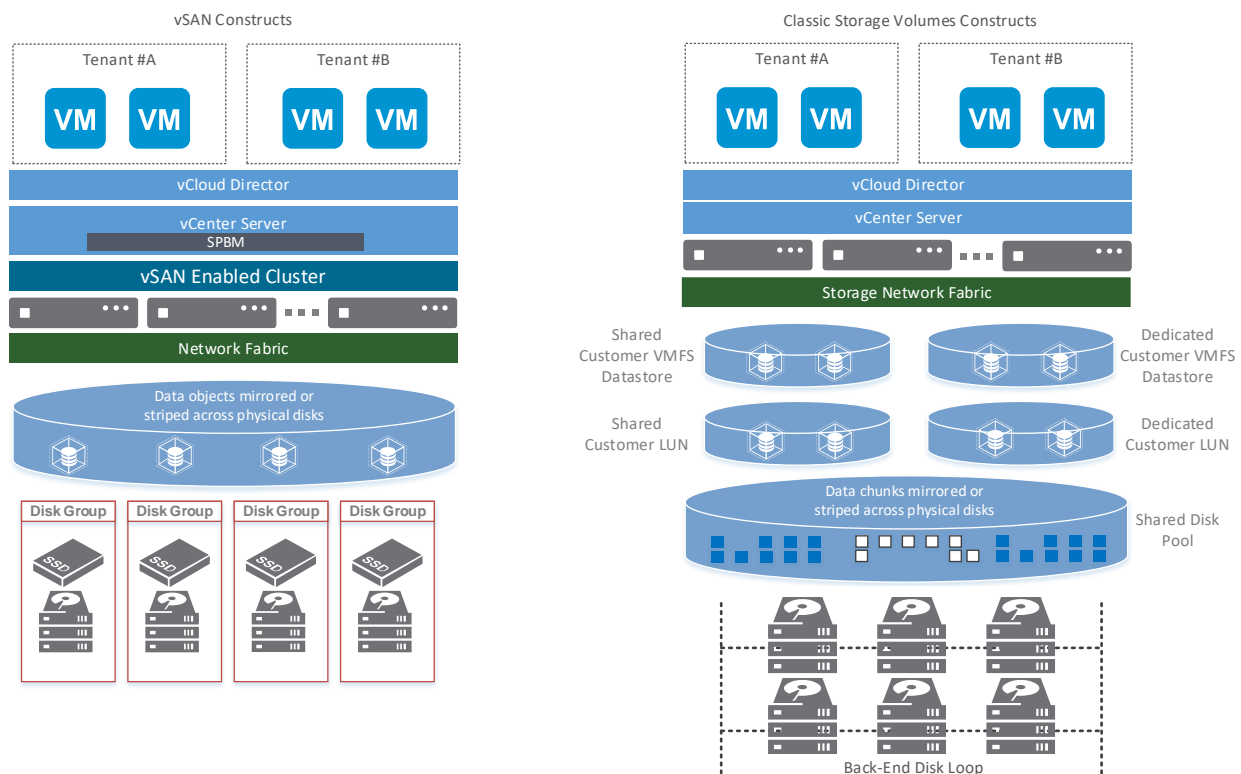 vSAN Constructs
Tenant #A
Tenant #B
VM
VM
VM
VM
vCloud Director
vCenter Server
SPBM
vSAN Enabled Cluster
Network Fabric
Data objects mirrored or
striped across physical disks
Disk Group
Disk Group
Disk Group
Disk Group
SSD
SSD
SSD
SSD
Classic Storage Volumes Constructs
Tenant #A
Tenant #B
VM
VM
VM
VM
vCloud Director
vCenter Server
Storage Network Fabric
Shared
Customer VMFS
Datastore
Dedicated
Customer VMFS
Datastore
Shared
Customer LUN
Dedicated
Customer LUN
Data chunks mirrored or
striped across physical disks
Shared Disk
Pool
Back-End Disk Loop